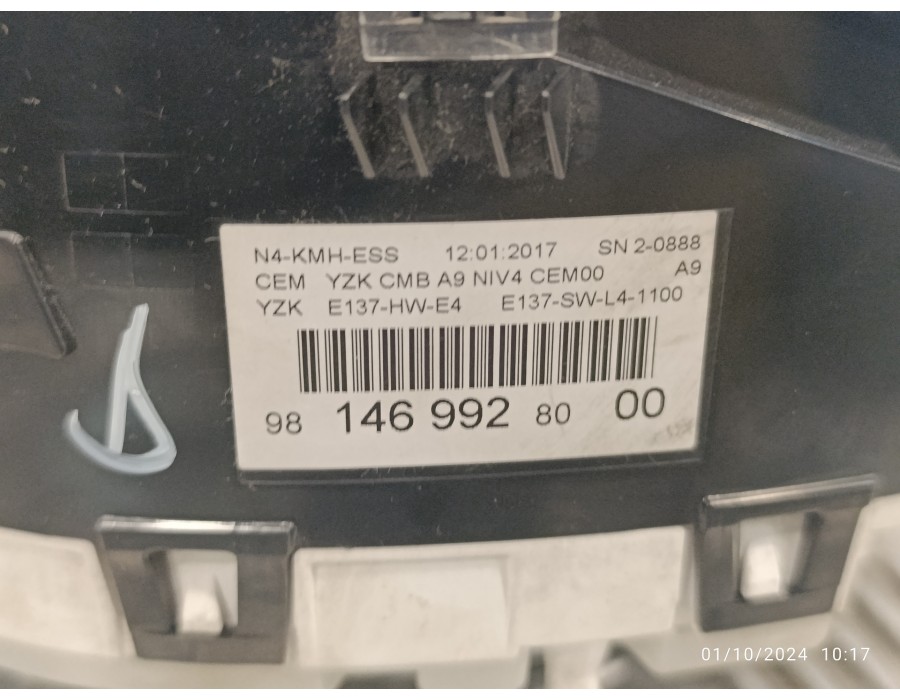 N4-KMH-ESS 12:01:2017 SN 2-0888
CEM YZK CMB A9 NIV4 CEM00 A9
YZK E137-HW-E4 E137-SW-L4-1100
98 146 992 80 00
01/10/2024 10:17